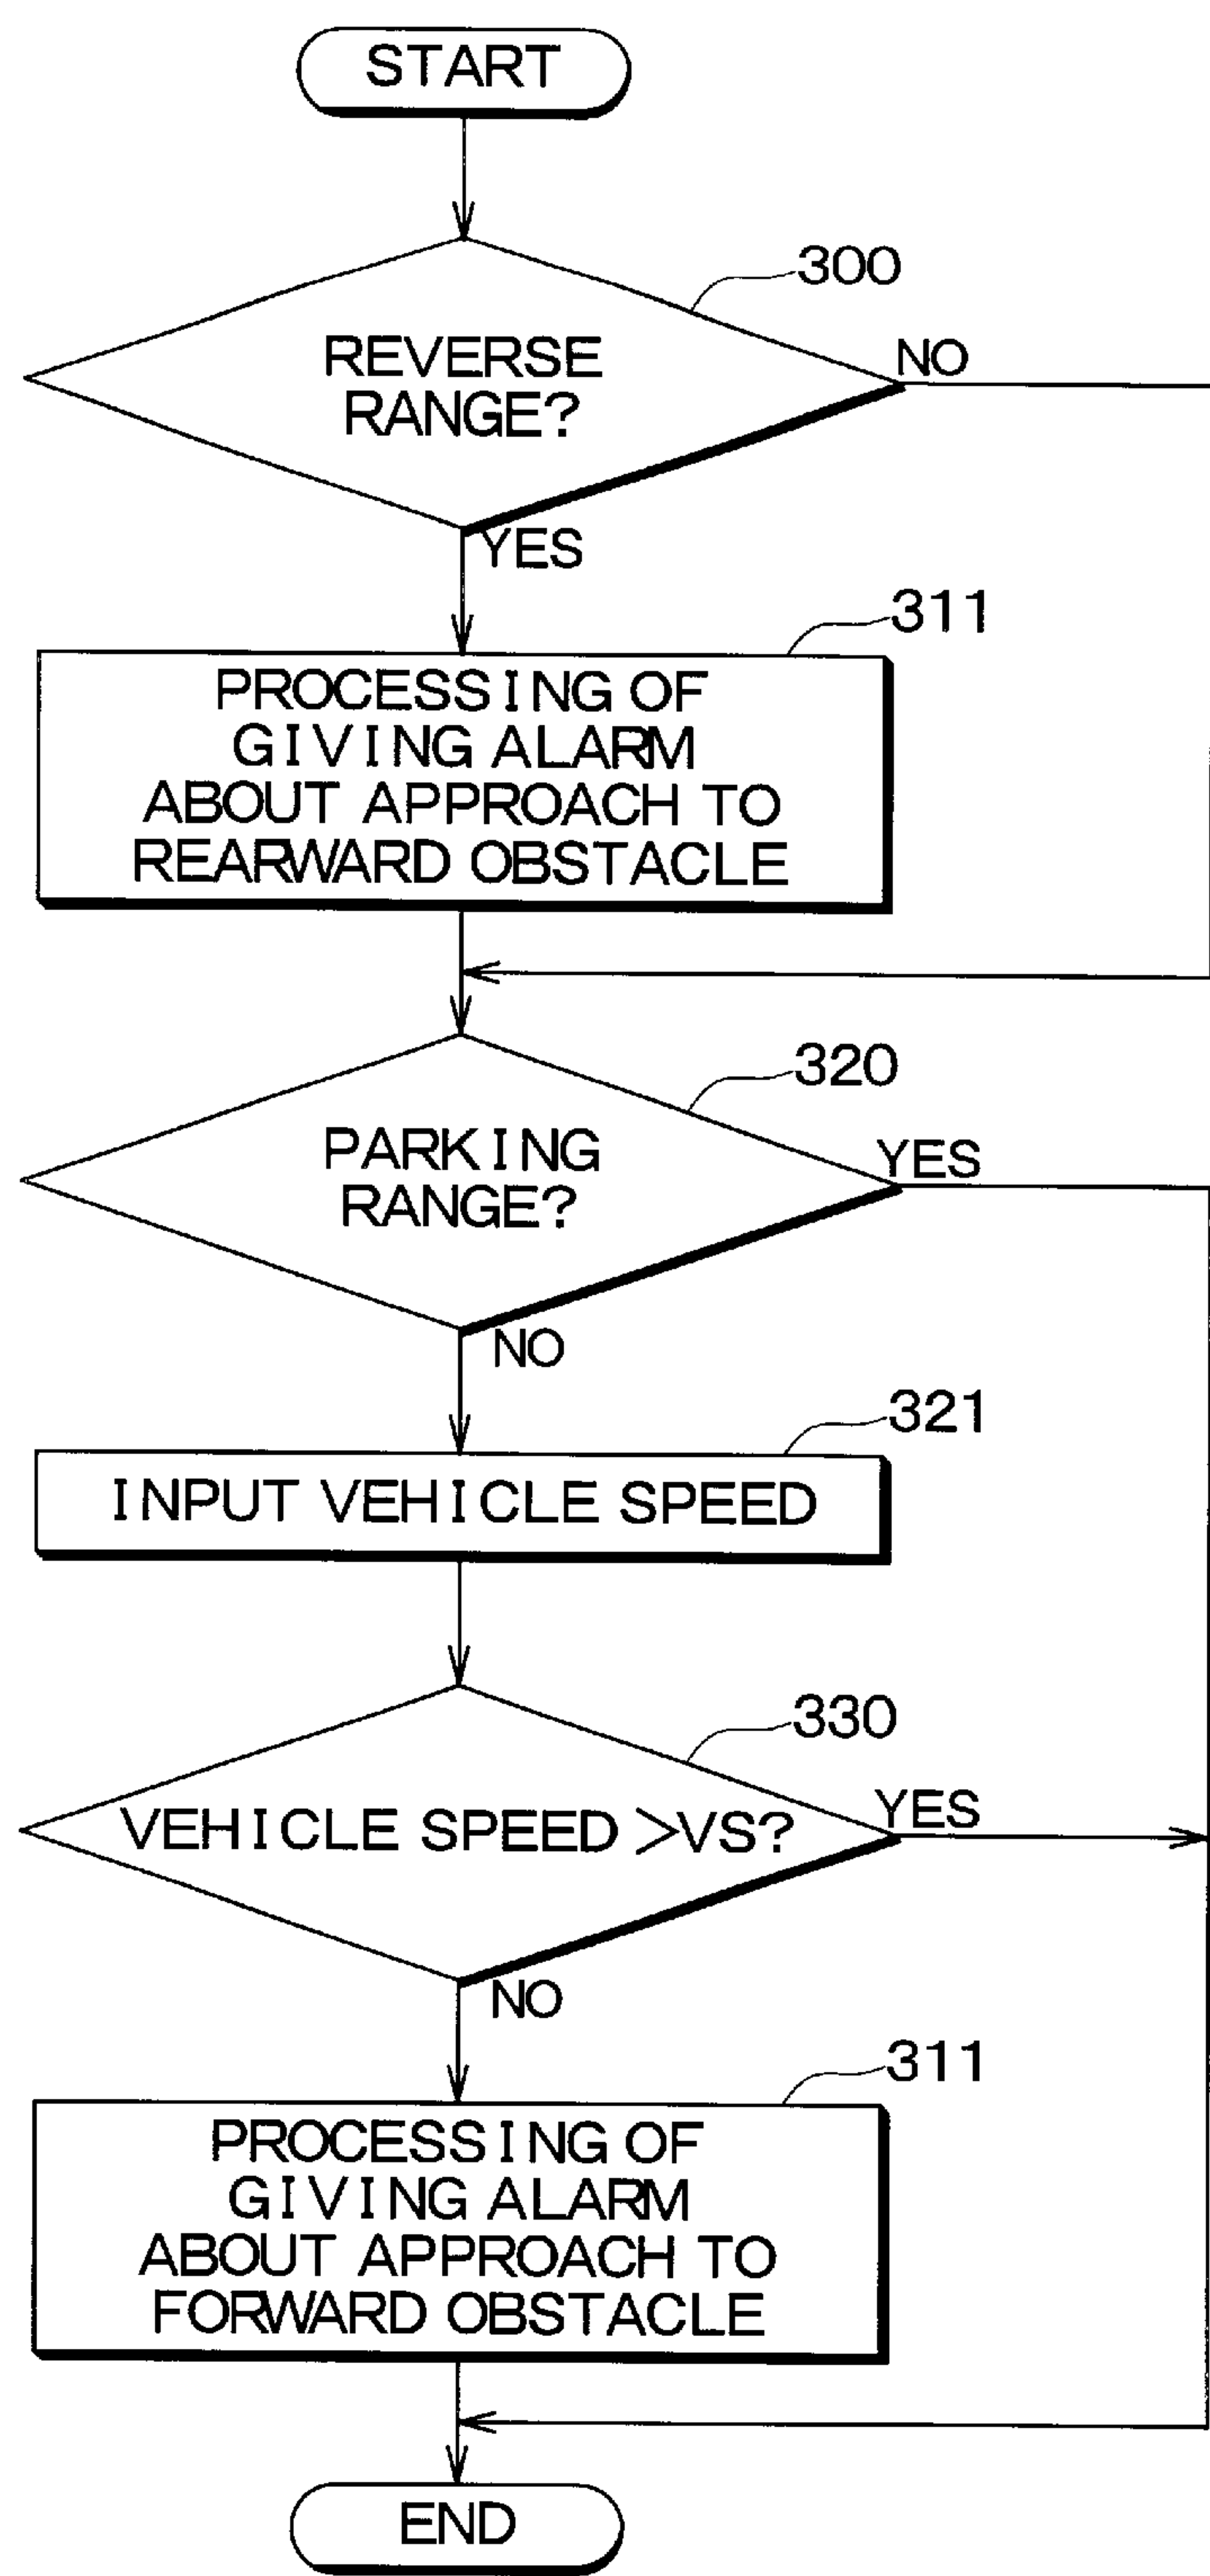 START
300
REVERSE
RANGE?
NO
YES
311
PROCESSING OF
GIVING ALARM
ABOUT APPROACH TO
REARWARD OBSTACLE
320
PARKING
RANGE?
YES
NO
321
INPUT VEHICLE SPEED
330
VEHICLE SPEED >VS?
YES
NO
311
PROCESSING OF
GIVING ALARM
ABOUT APPROACH TO
FORWARD OBSTACLE
END